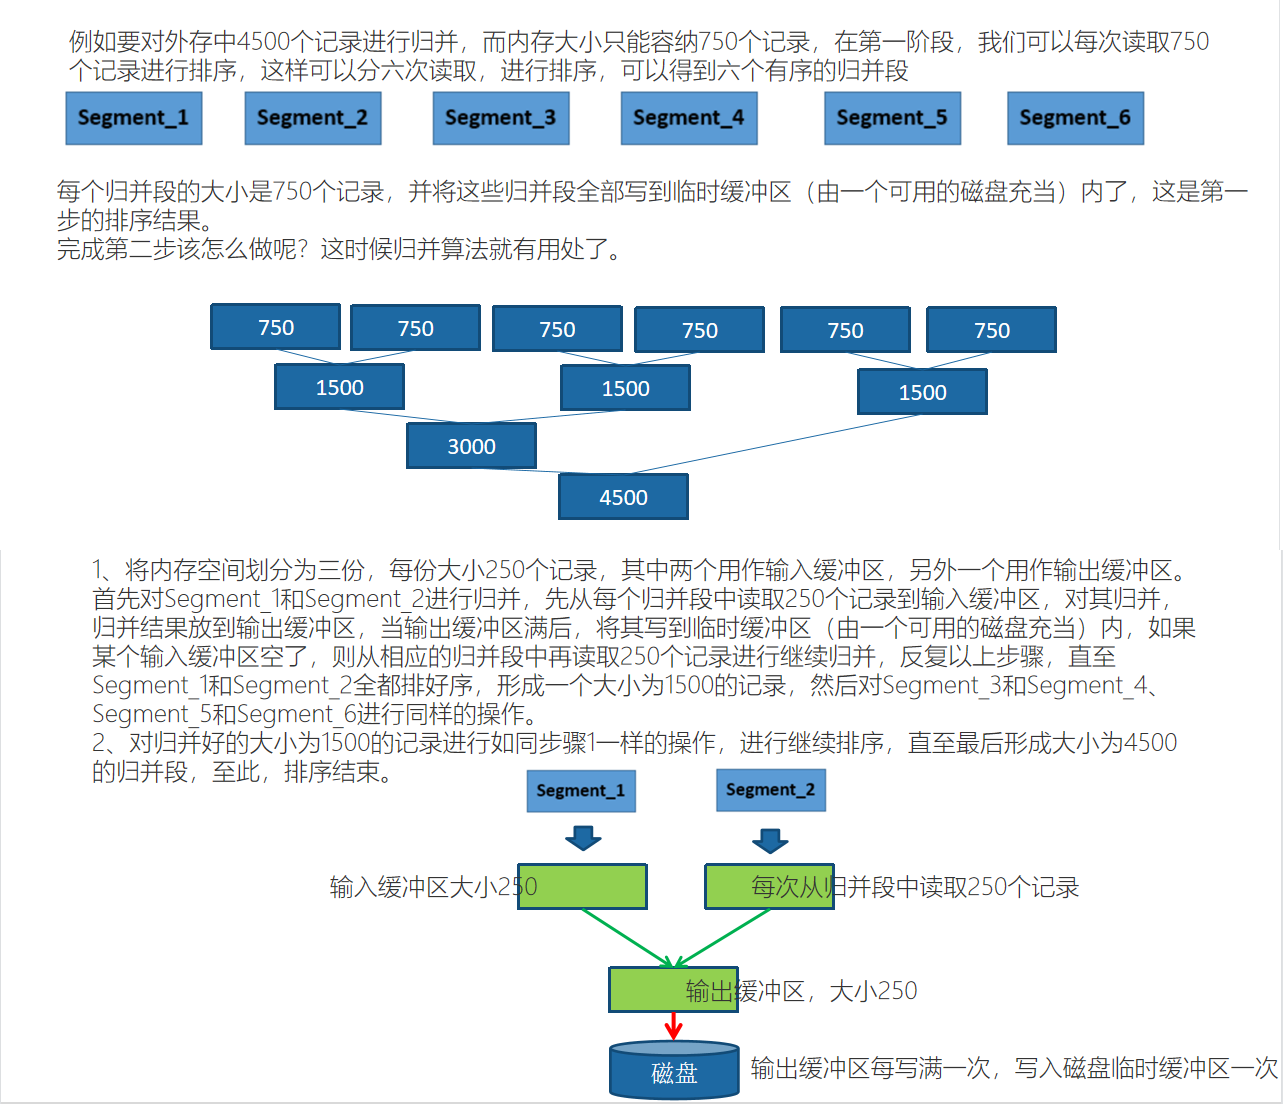 例如要对外存中4500个记录进行归并，而内存大小只能容纳750个记录，在第一阶段，我们可以每次读取750
个记录进行排序，这样可以分六次读取，进行排序，可以得到六个有序的归并段
Segment_1 Segment_2 Segment_3 Segment_4 Segment_5 Segment_6
每个归并段的大小是750个记录，并将这些归并段全部写到临时缓冲区（由一个可用的磁盘充当）内了，这是第一
步的排序结果。
完成第二步该怎么做呢？这时候归并算法就有用处了。
750 750 750 750 750 750
1500 1500 1500
3000
4500
1、将内存空间划分为三份，每份大小250个记录，其中两个用作输入缓冲区，另外一个用作输出缓冲区。
首先对Segment_1和Segment_2进行归并，先从每个归并段中读取250个记录到输入缓冲区，对其归并，
归并结果放到输出缓冲区，当输出缓冲区满后，将其写到临时缓冲区（由一个可用的磁盘充当）内，如果
某个输入缓冲区空了，则从相应的归并段中再读取250个记录进行继续归并，反复以上步骤，直至
Segment_1和Segment_2全都排好序，形成一个大小为1500的记录，然后对Segment_3和Segment_4、
Segment_5和Segment_6进行同样的操作。
2、对归并好的大小为1500的记录进行如同步骤1一样的操作，进行继续排序，直至最后形成大小为4500
的归并段，至此，排序结束。
Segment_1 Segment_2
输入缓冲区大小250 每次从归并段中读取250个记录
输出缓冲区，大小250
磁盘 输出缓冲区每写满一次，写入磁盘临时缓冲区一次